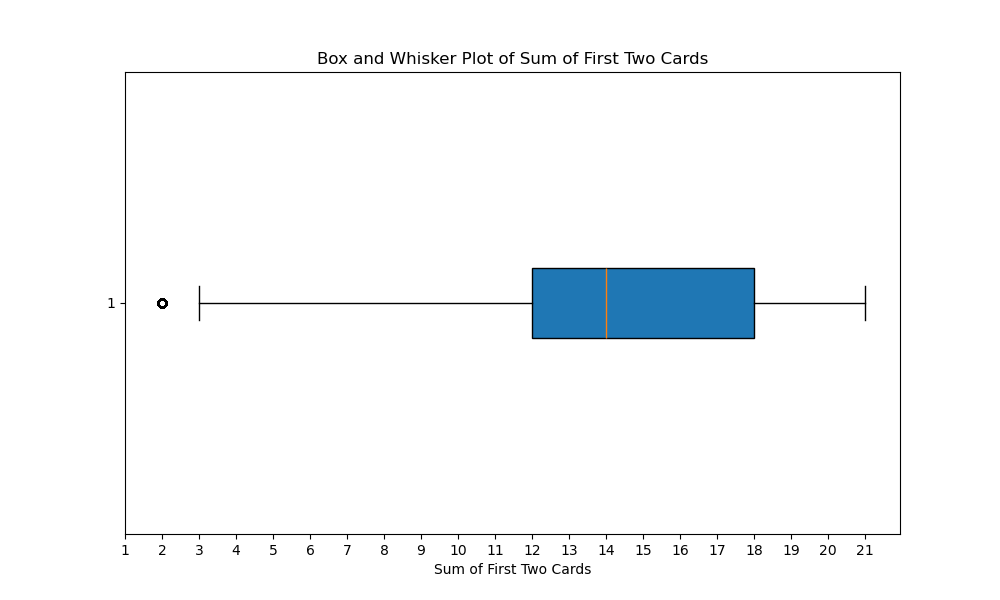 Box and Whisker Plot of Sum of First Two Cards
1
1 2 3 4 5 6 7 8 9 10 11 12 13 14 15 16 17 18 19 20 21
Sum of First Two Cards